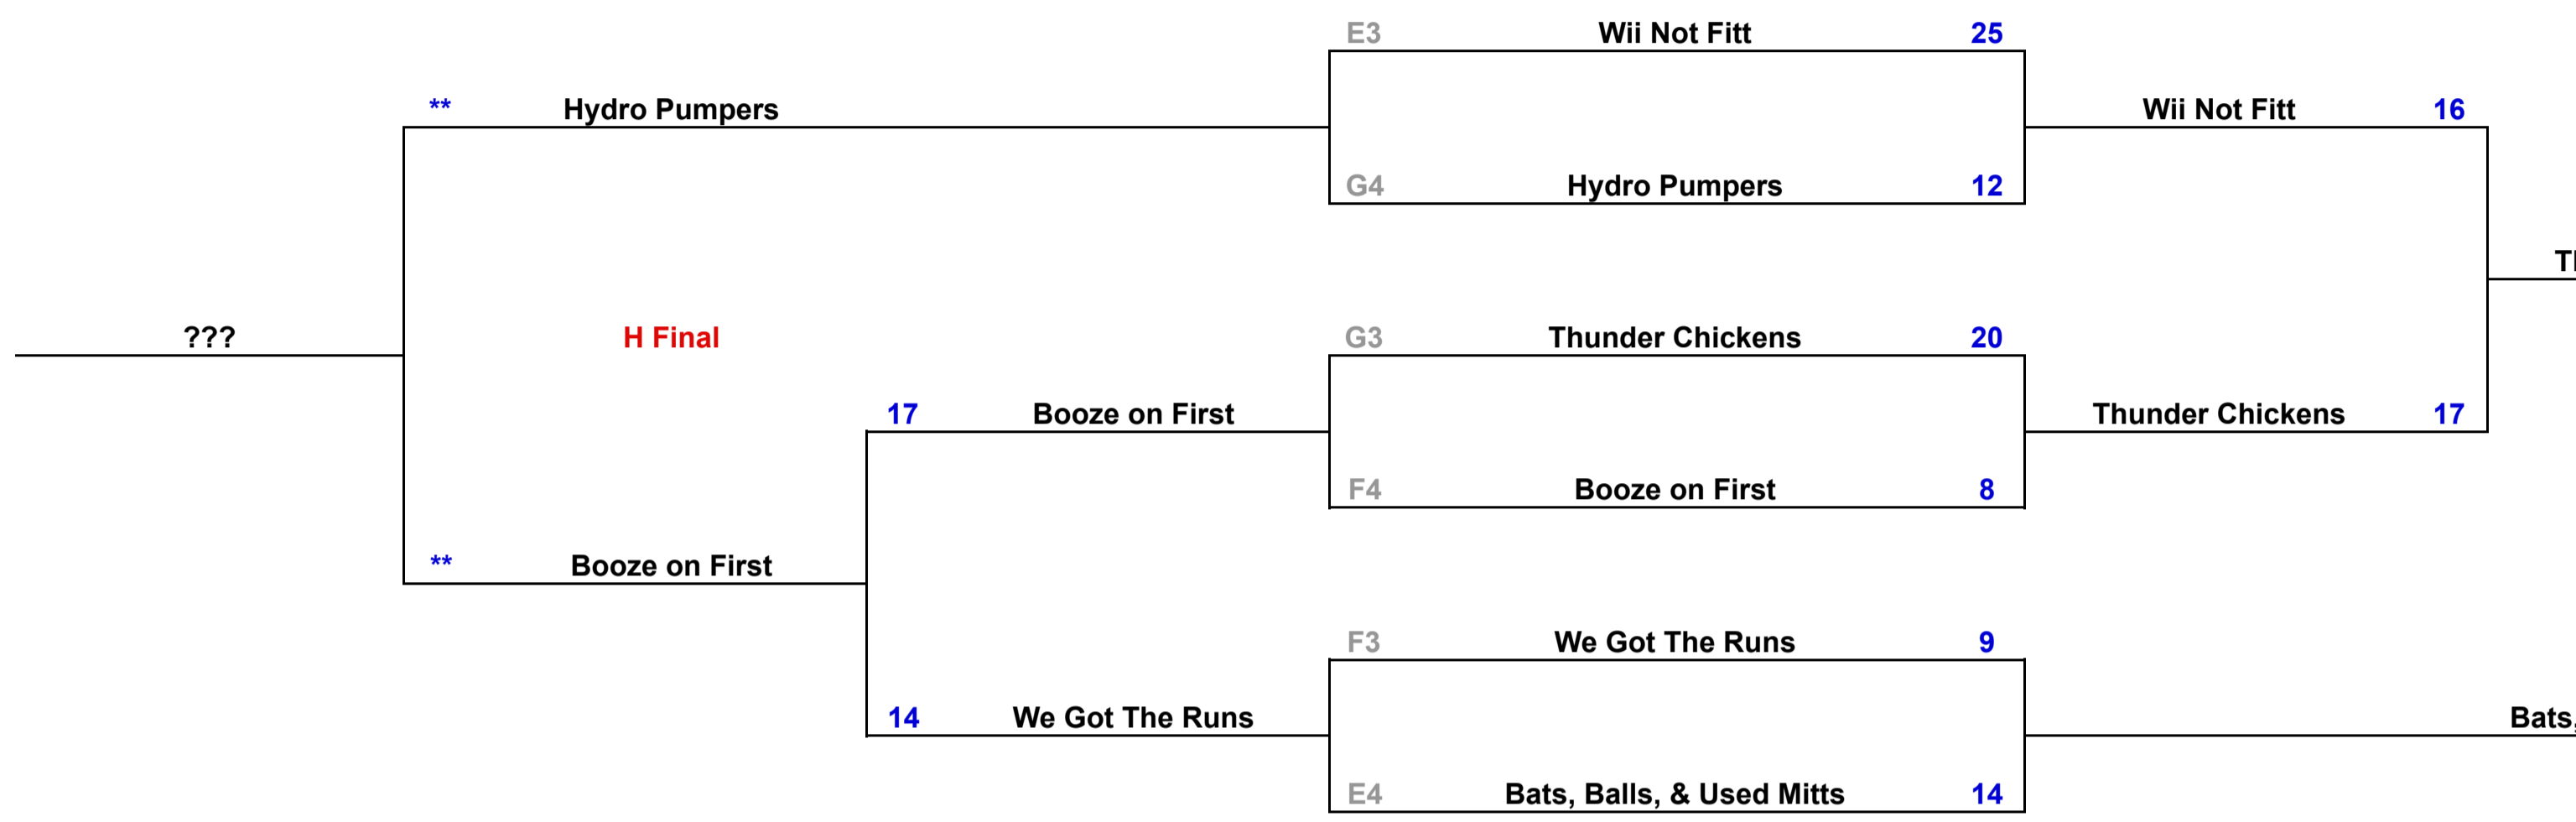 E3 Wii Not Fitt 25
** Hydro Pumpers
Wii Not Fitt 16
G4 Hydro Pumpers 12
???
H Final
G3 Thunder Chickens 20
17 Booze on First
Thunder Chickens 17
F4 Booze on First 8
** Booze on First
F3 We Got The Runs 9
14 We Got The Runs
Bats,
E4 Bats, Balls, & Used Mitts 14